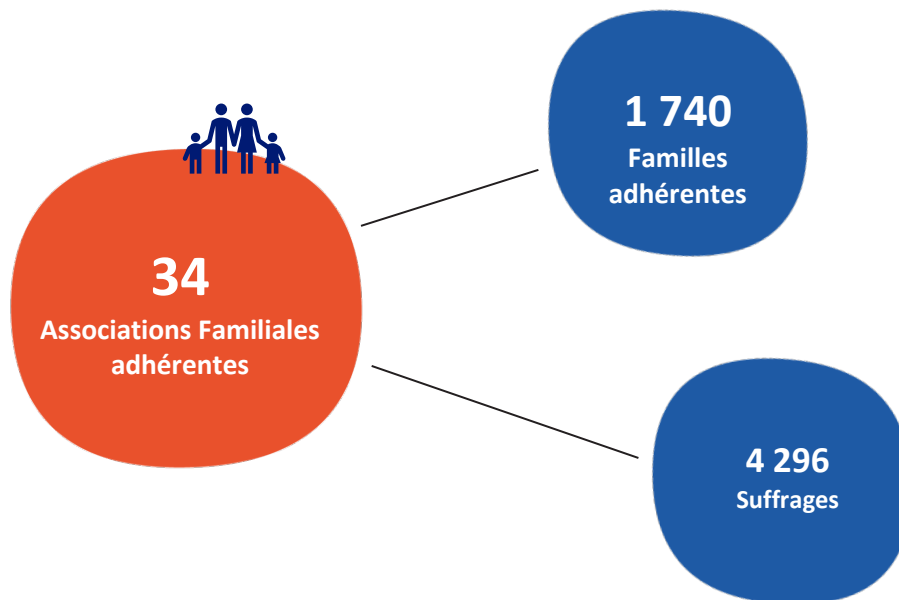 1 740
Familles
adhérentes
34
Associations Familiales
adhérentes
4 296
Suffrages